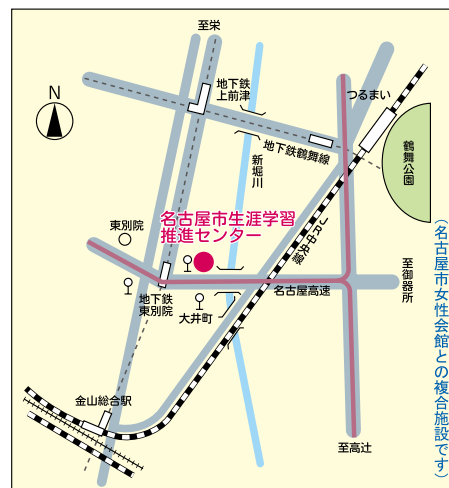 至栄
地下鉄
上前津
つるまい
N
地下鉄鶴舞線
鶴舞公園
新堀川
名古屋市生涯学習
推進センター
東別院
JR中央線
至御器所
名古屋高速
地下鉄
東別院
大井町
金山総合駅
至高辻
（名古屋市女性会館との複合施設です）